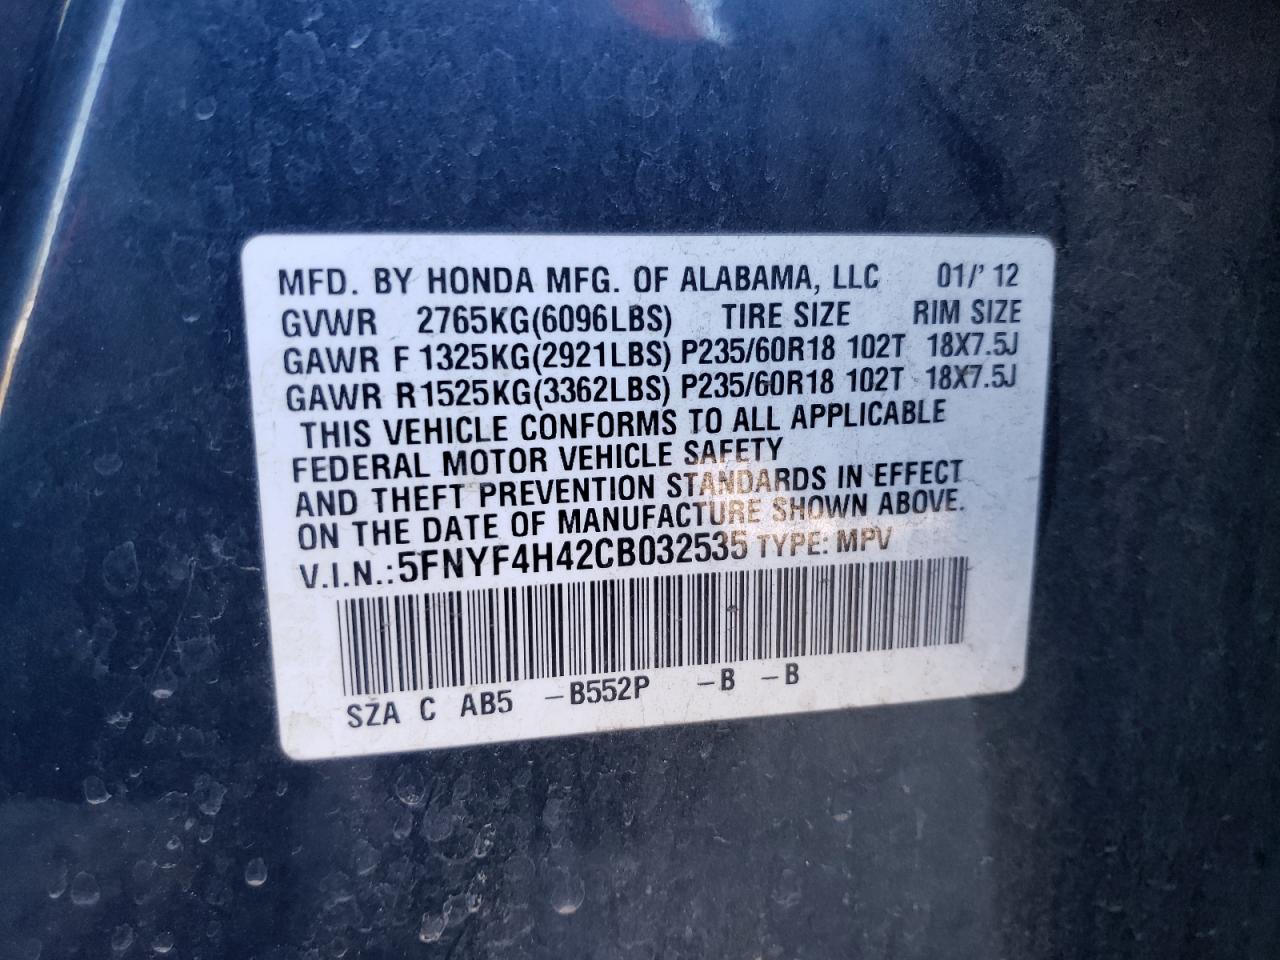 MFD. BY HONDA MFG. OF ALABAMA, LLC 01/' 12
GVWR 2765KG(6096LBS) TIRE SIZE RIM SIZE
GAWR F 1325KG(2921LBS) P235/60R18 102T 18X7.5J
GAWR R 1525KG(3362LBS) P235/60R18 102T 18X7.5J
THIS VEHICLE CONFORMS TO ALL APPLICABLE
FEDERAL MOTOR VEHICLE SAFETY
AND THEFT PREVENTION STANDARDS IN EFFECT
ON THE DATE OF MANUFACTURE SHOWN ABOVE.
V.I.N.: 5FNYF4H42CB032535 TYPE: MPV
SZA C AB5 -B552P -B -B